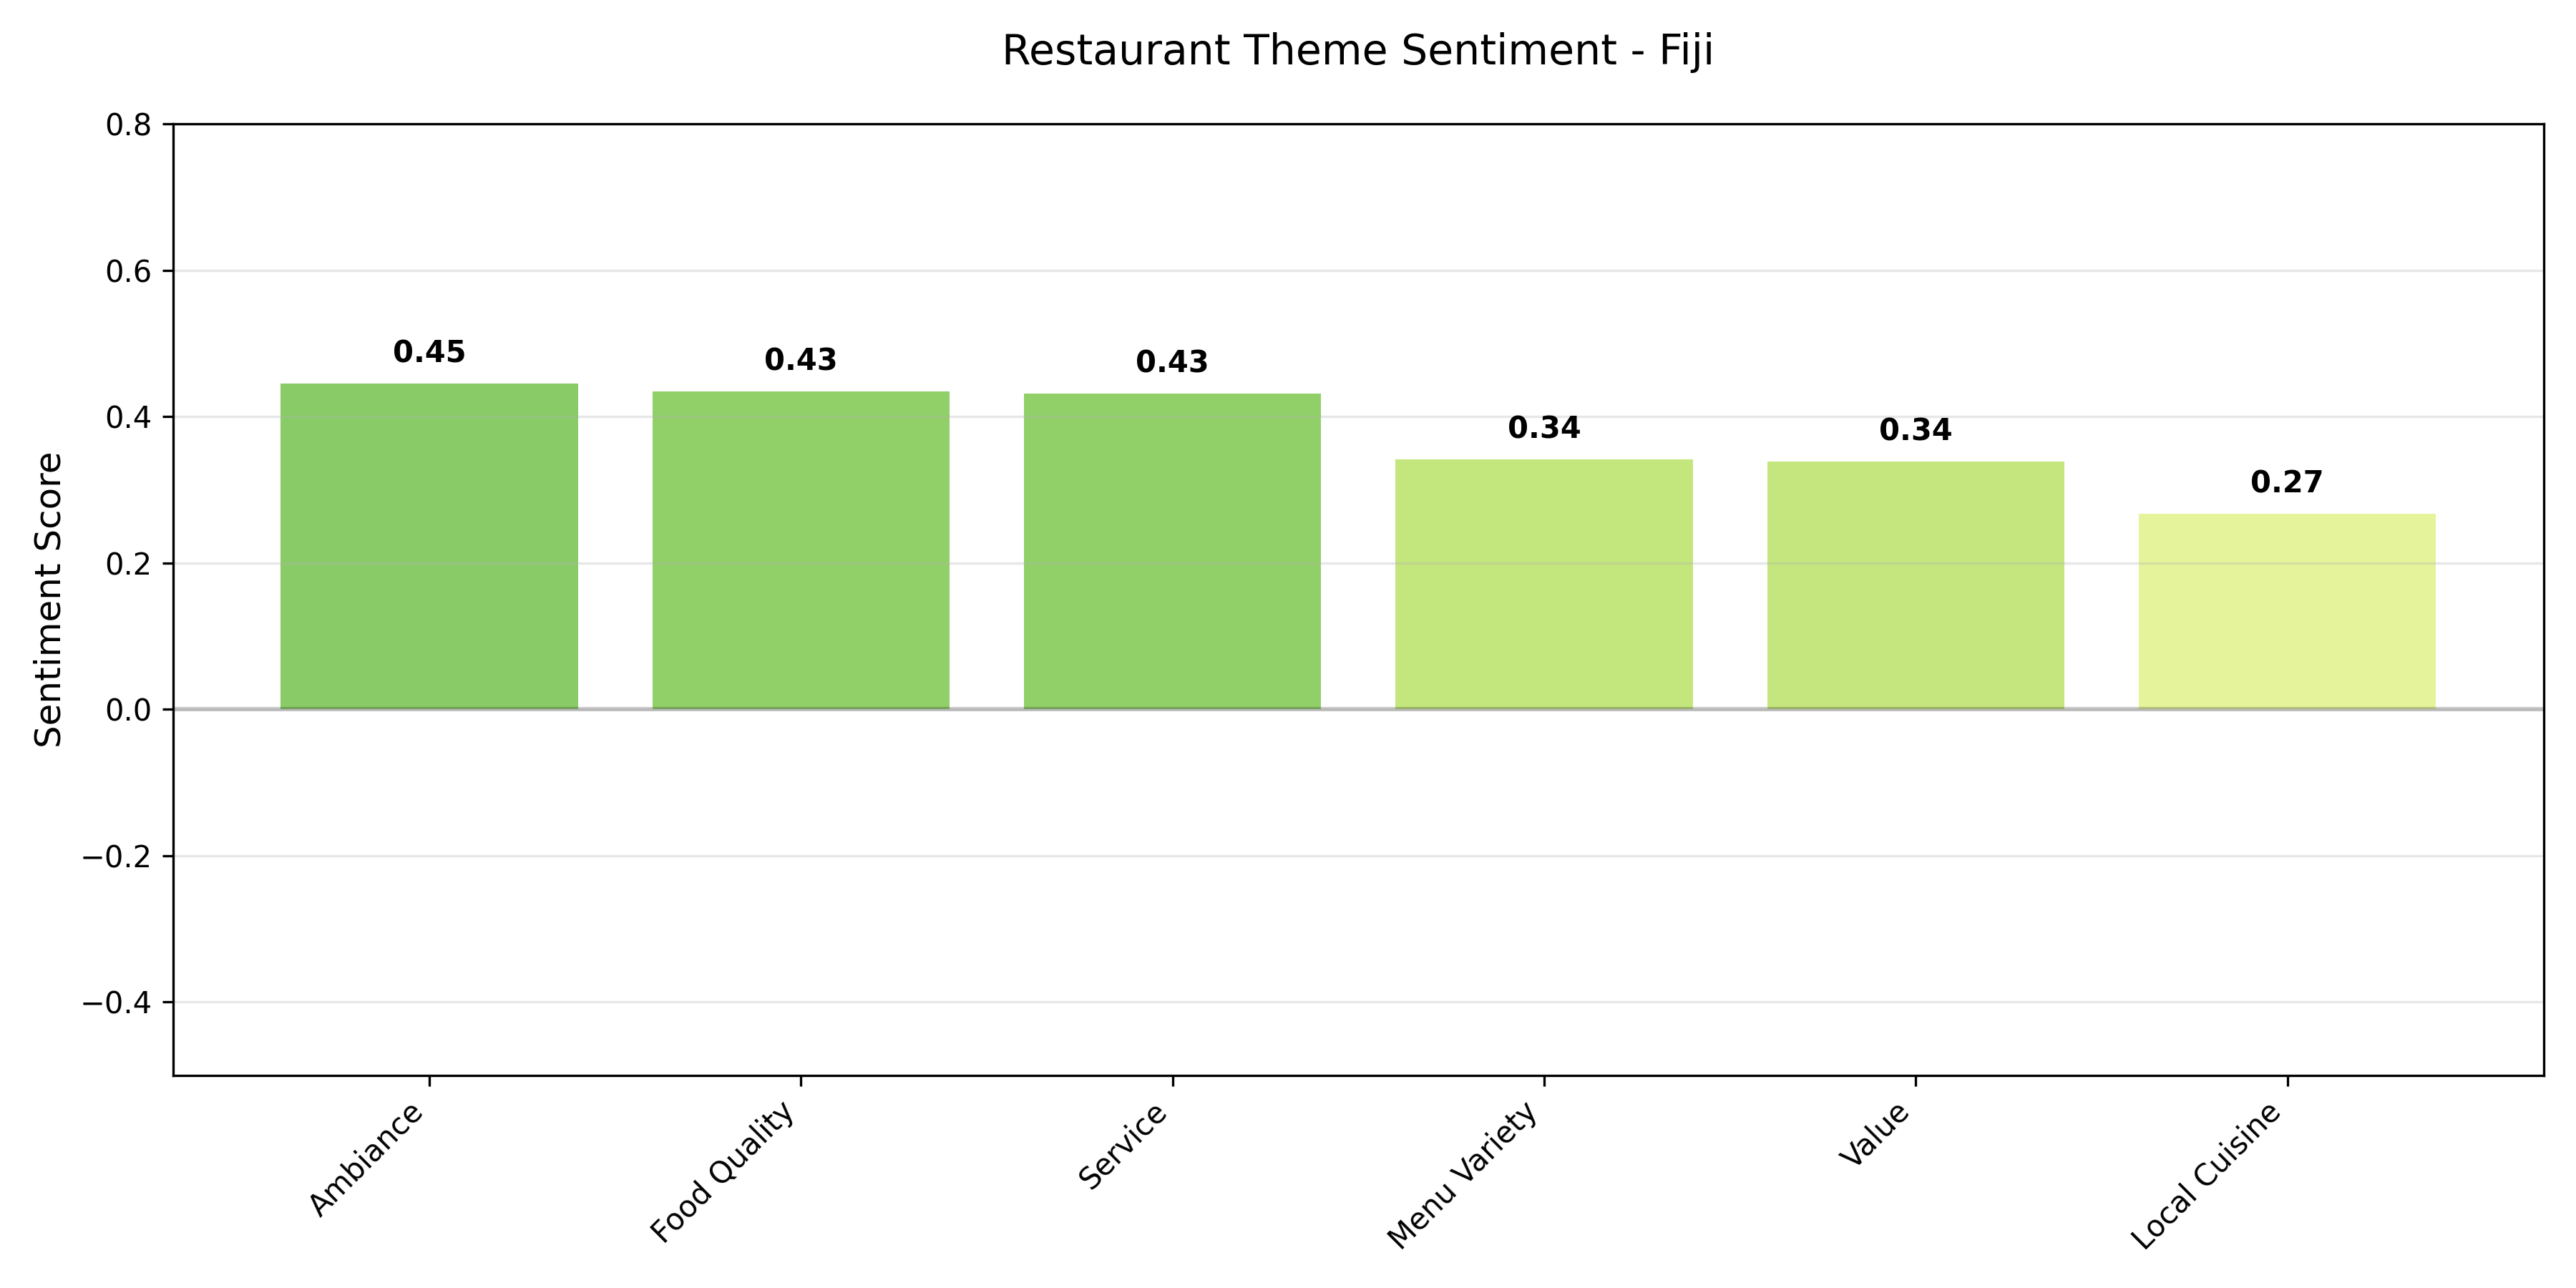 Restaurant Theme Sentiment - Fiji
Sentiment Score
0.8
0.6
0.4
0.2
0.0
−0.2
−0.4
0.45
0.43
0.43
0.34
0.34
0.27
Ambiance
Food Quality
Service
Menu Variety
Value
Local Cuisine